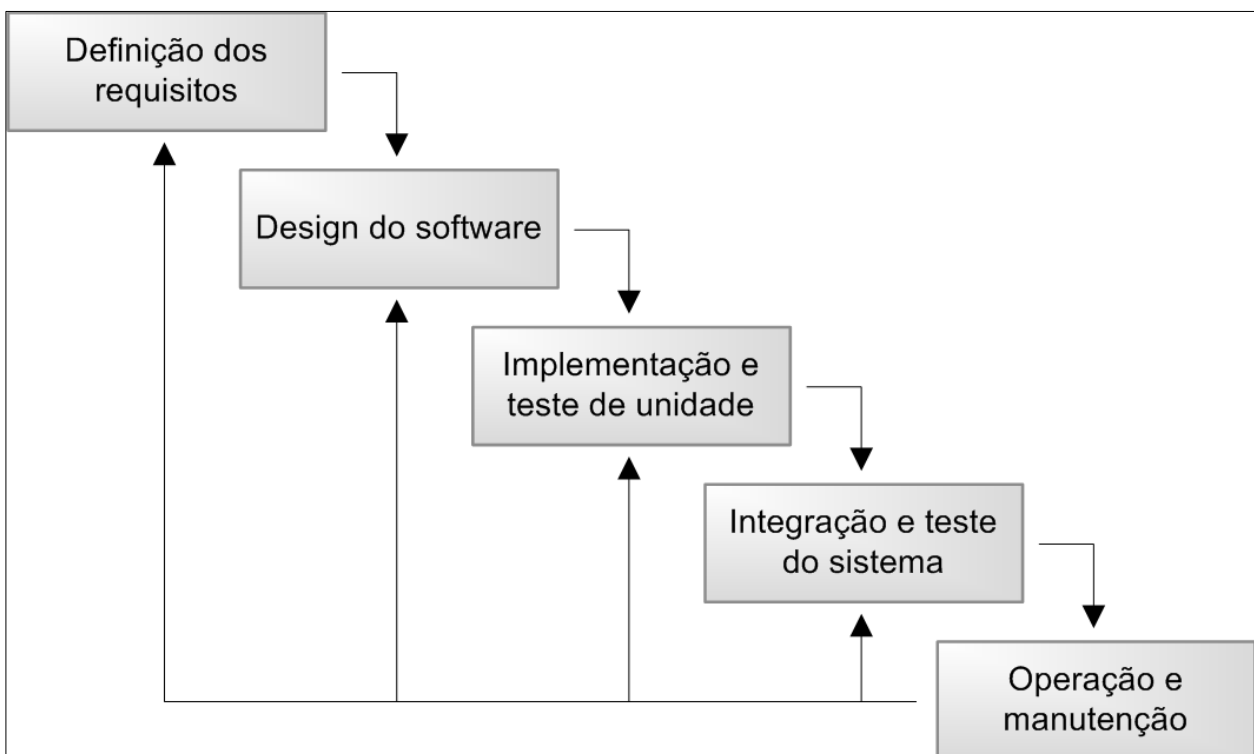 Definição dos
requisitos
Design do software
Implementação e
teste de unidade
Integração e teste
do sistema
Operação e
manutenção